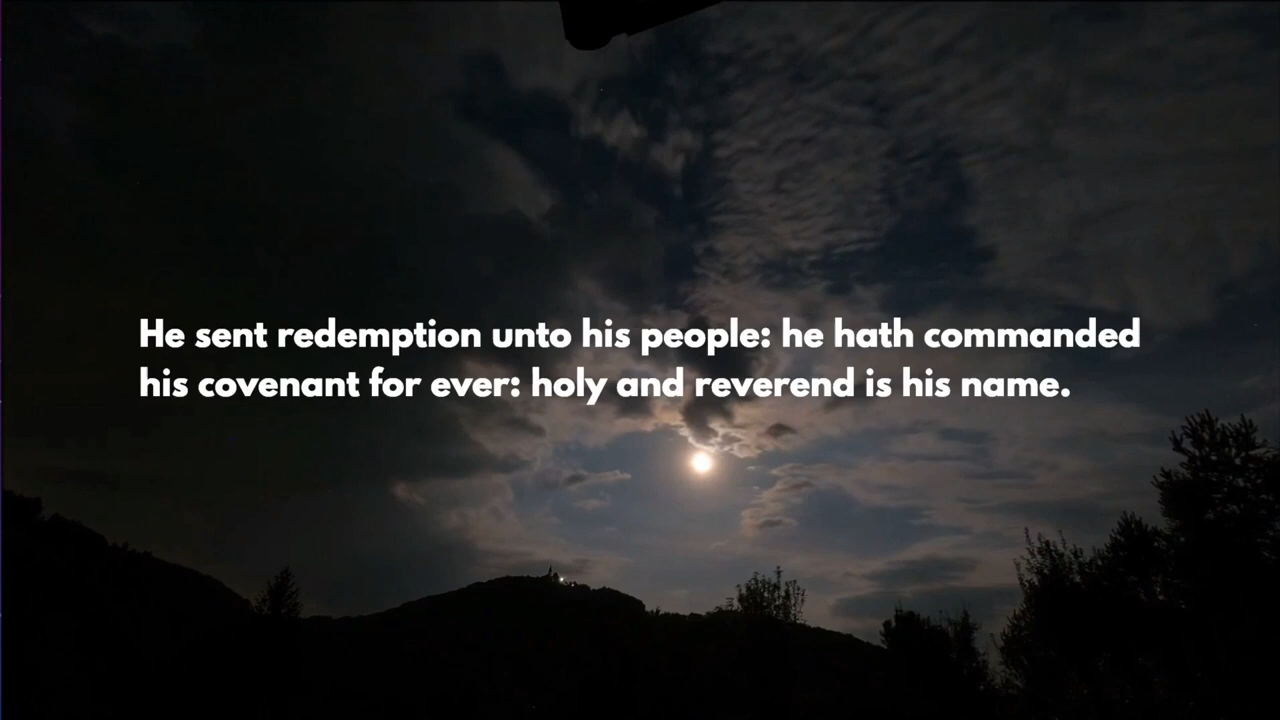 He sent redemption unto his people: he hath commanded
his covenant for ever: holy and reverend is his name.